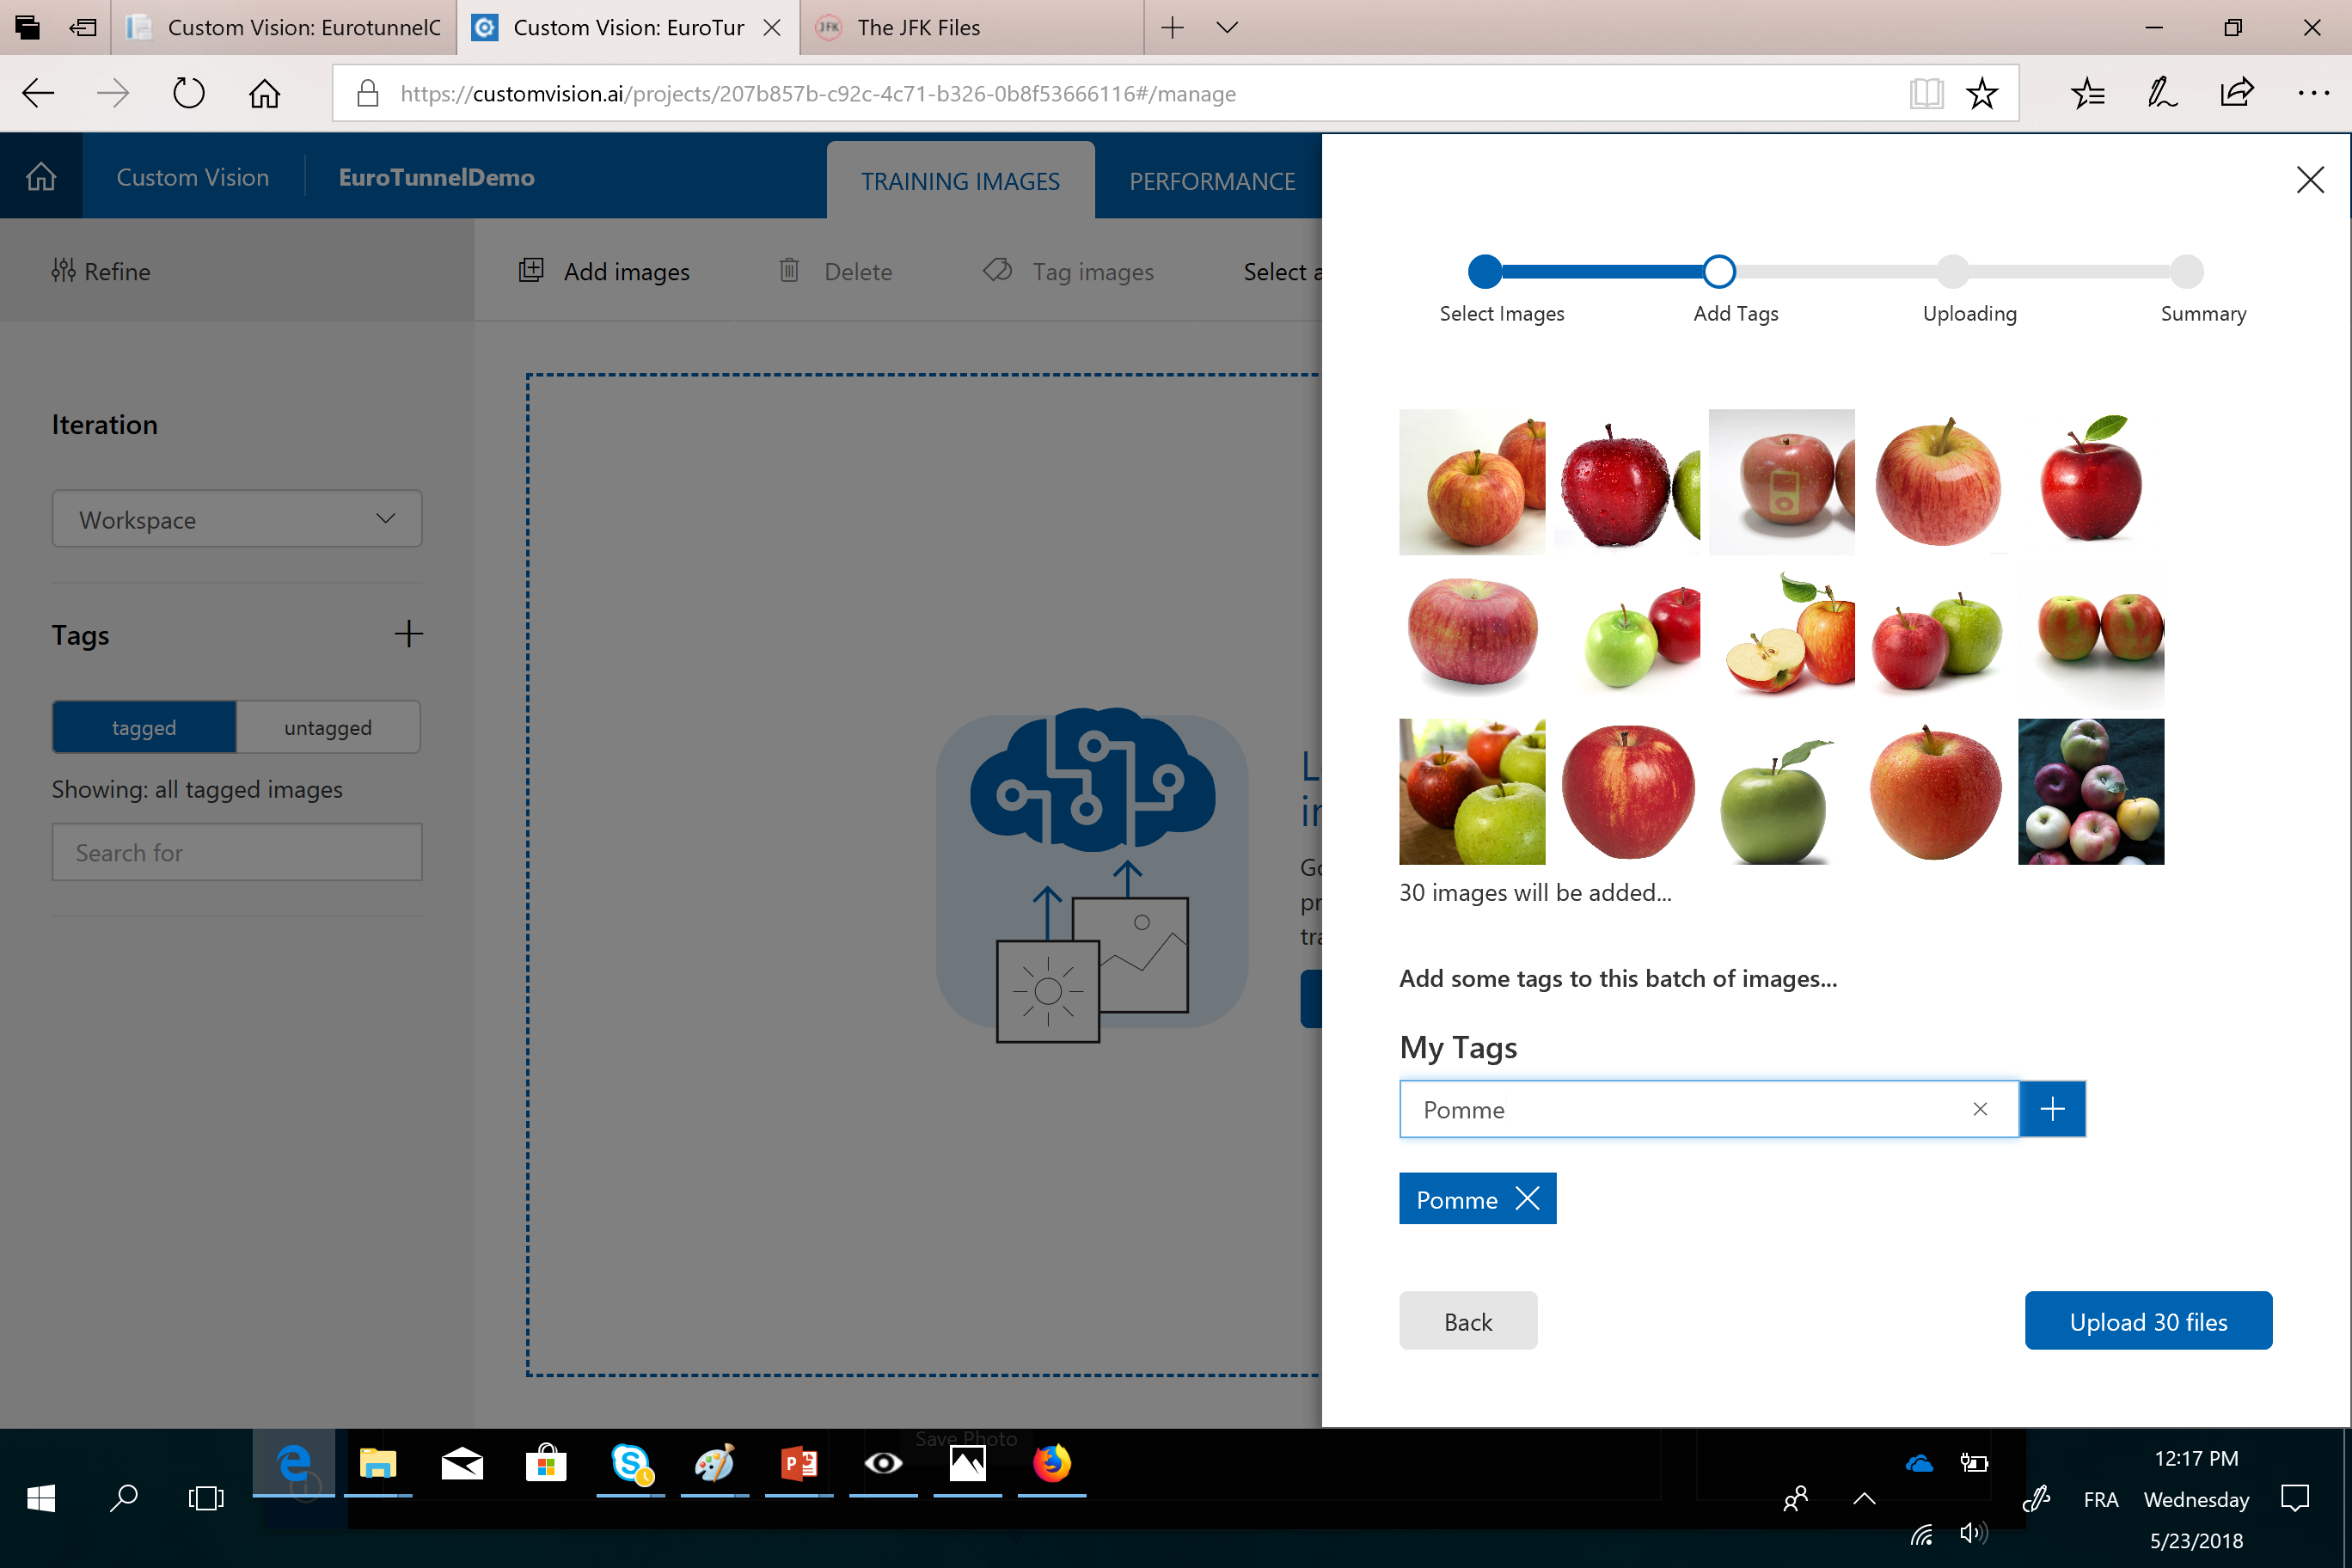 Custom Vision: EurotunnelC
Custom Vision: EuroTur
JFK
The JFK Files
https://customvision.ai/projects/207b857b-c92c-4c71-b326-0b8f53666116#/manage
Custom Vision
EuroTunnelDemo
TRAINING IMAGES
PERFORMANCE
Refine
Add images
Delete
Tag images
Select a
Iteration
Workspace
Tags
tagged
untagged
Showing: all tagged images
Search for
Select Images
Add Tags
Uploading
Summary
30 images will be added...
Add some tags to this batch of images...
My Tags
Pomme
Pomme
Back
Upload 30 files
Save Photo
12:17 PM
FRA
Wednesday
5/23/2018